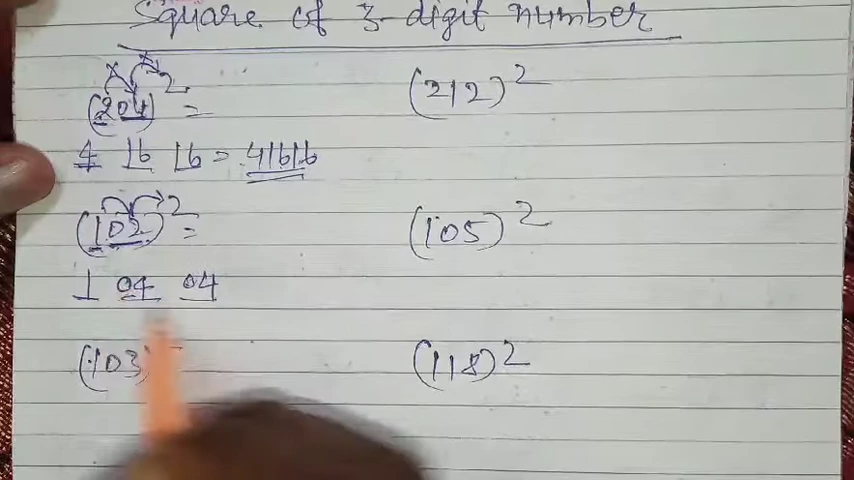 Square of 3-digit number
(204)² =
4 16 16 = 41616
(102)² =
1 04 04
(103)
(212)²
(105)²
(118)²